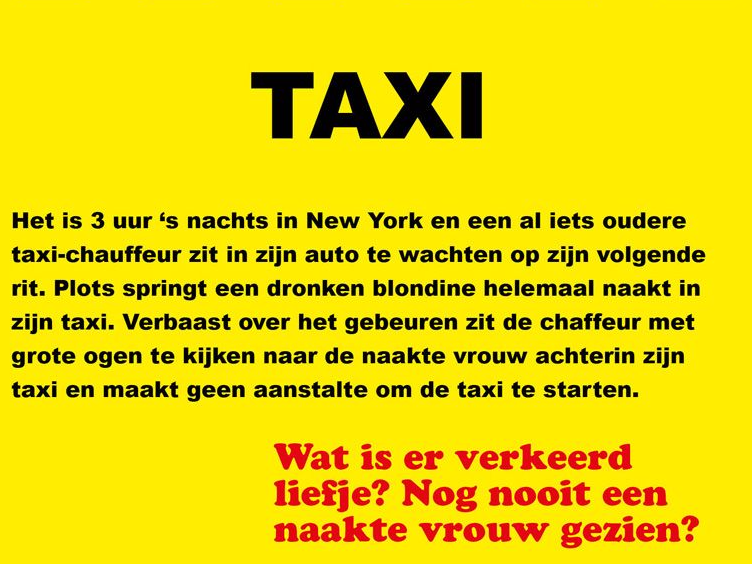 TAXI
Het is 3 uur ‘s nachts in New York en een al iets oudere
taxi-chauffeur zit in zijn auto te wachten op zijn volgende
rit. Plots springt een dronken blondine helemaal naakt in
zijn taxi. Verbaast over het gebeuren zit de chaffeur met
grote ogen te kijken naar de naakte vrouw achterin zijn
taxi en maakt geen aanstalte om de taxi te starten.
Wat is er verkeerd
liefje? Nog nooit een
naakte vrouw gezien?